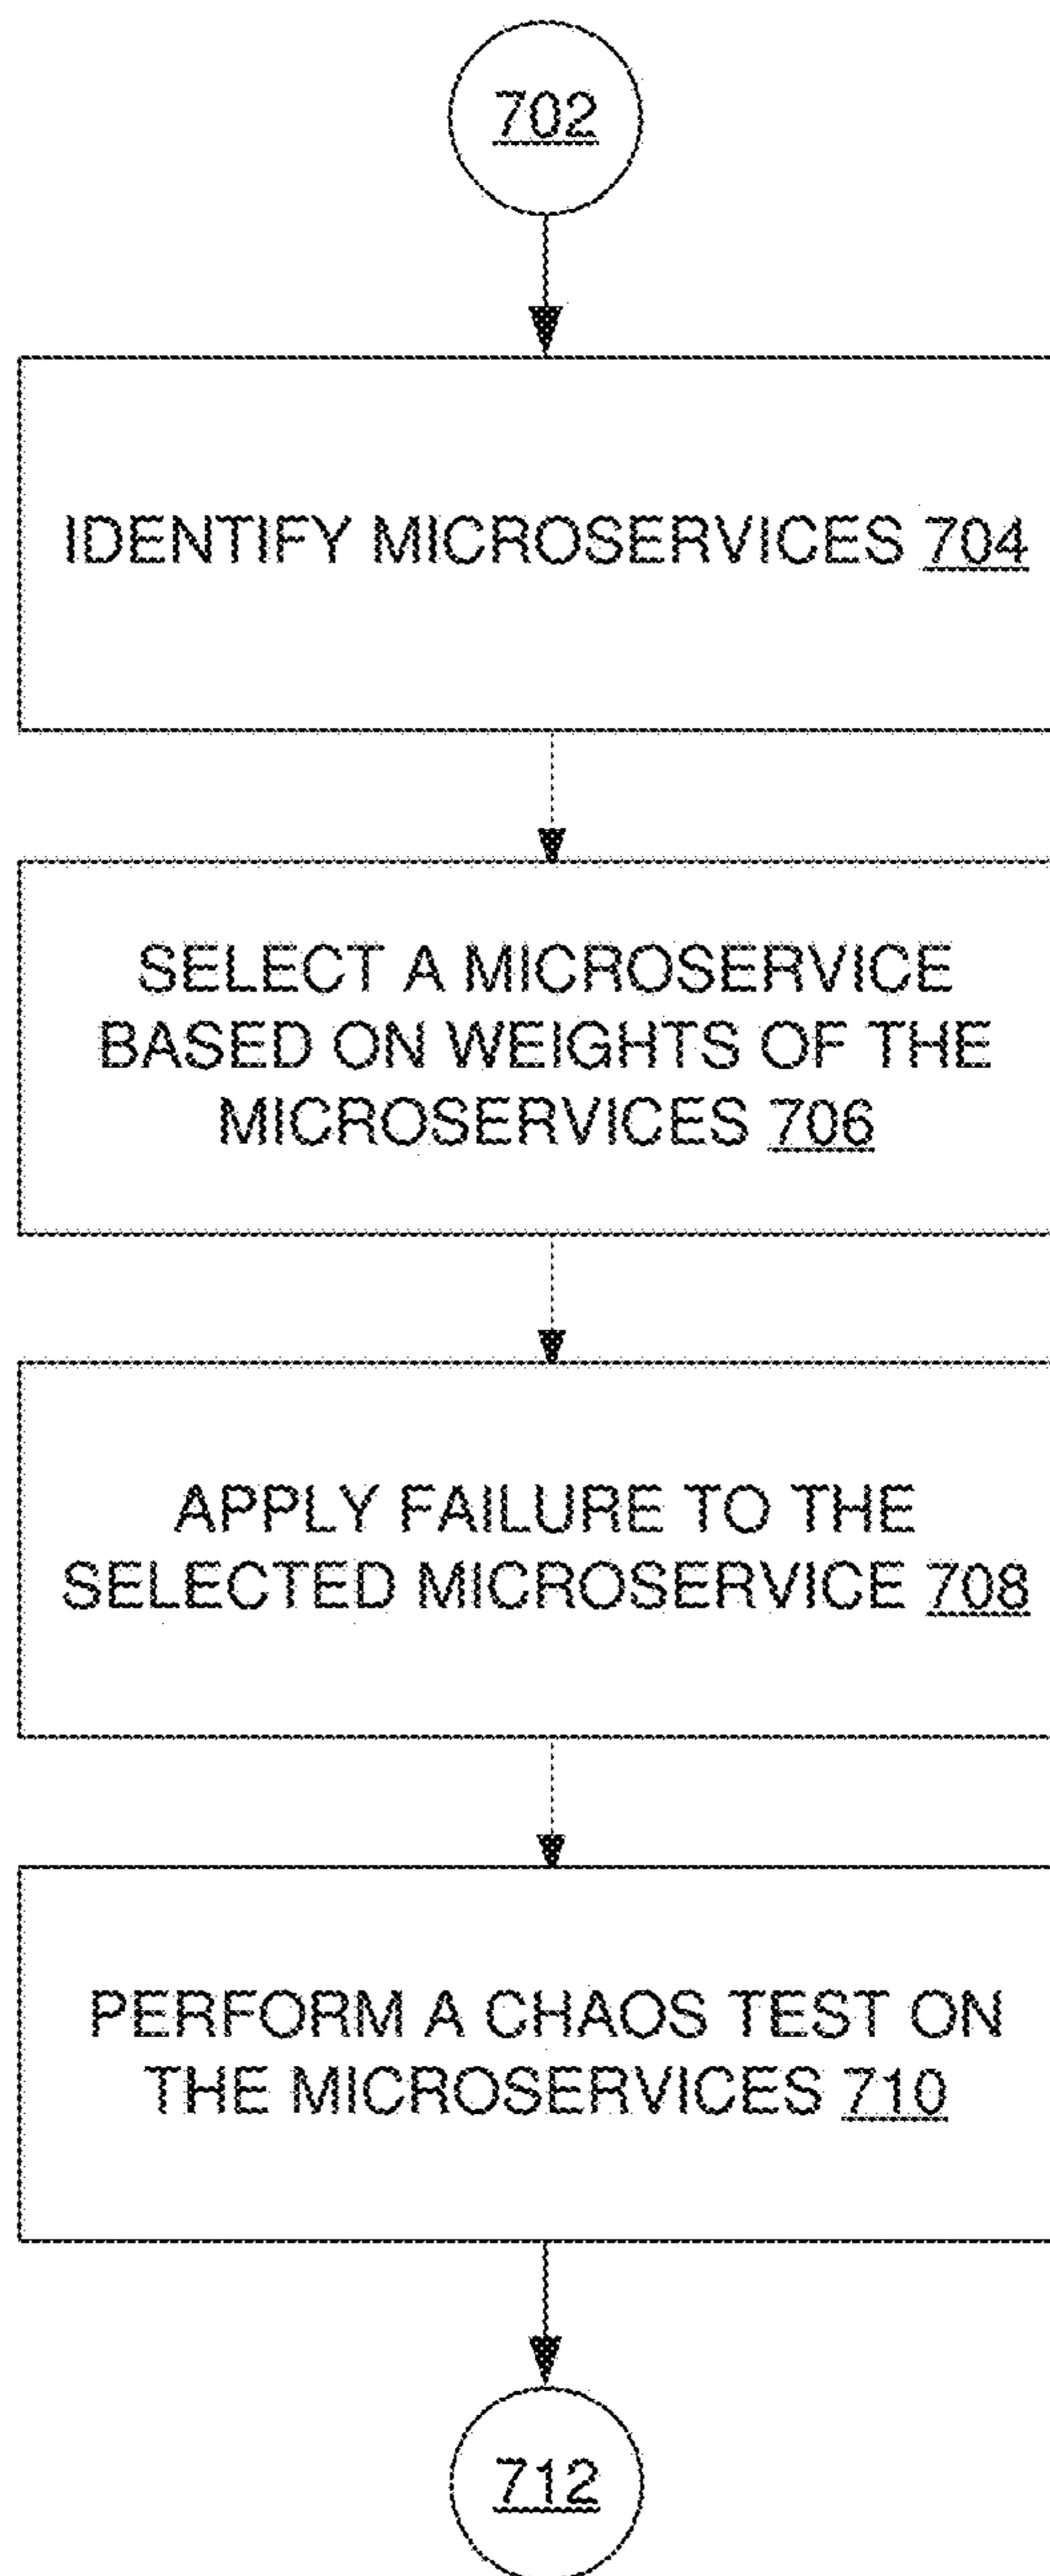 702
IDENTIFY MICROSERVICES 704
SELECT A MICROSERVICE
BASED ON WEIGHTS OF THE
MICROSERVICES 706
APPLY FAILURE TO THE
SELECTED MICROSERVICE 708
PERFORM A CHAOS TEST ON
THE MICROSERVICES 710
712